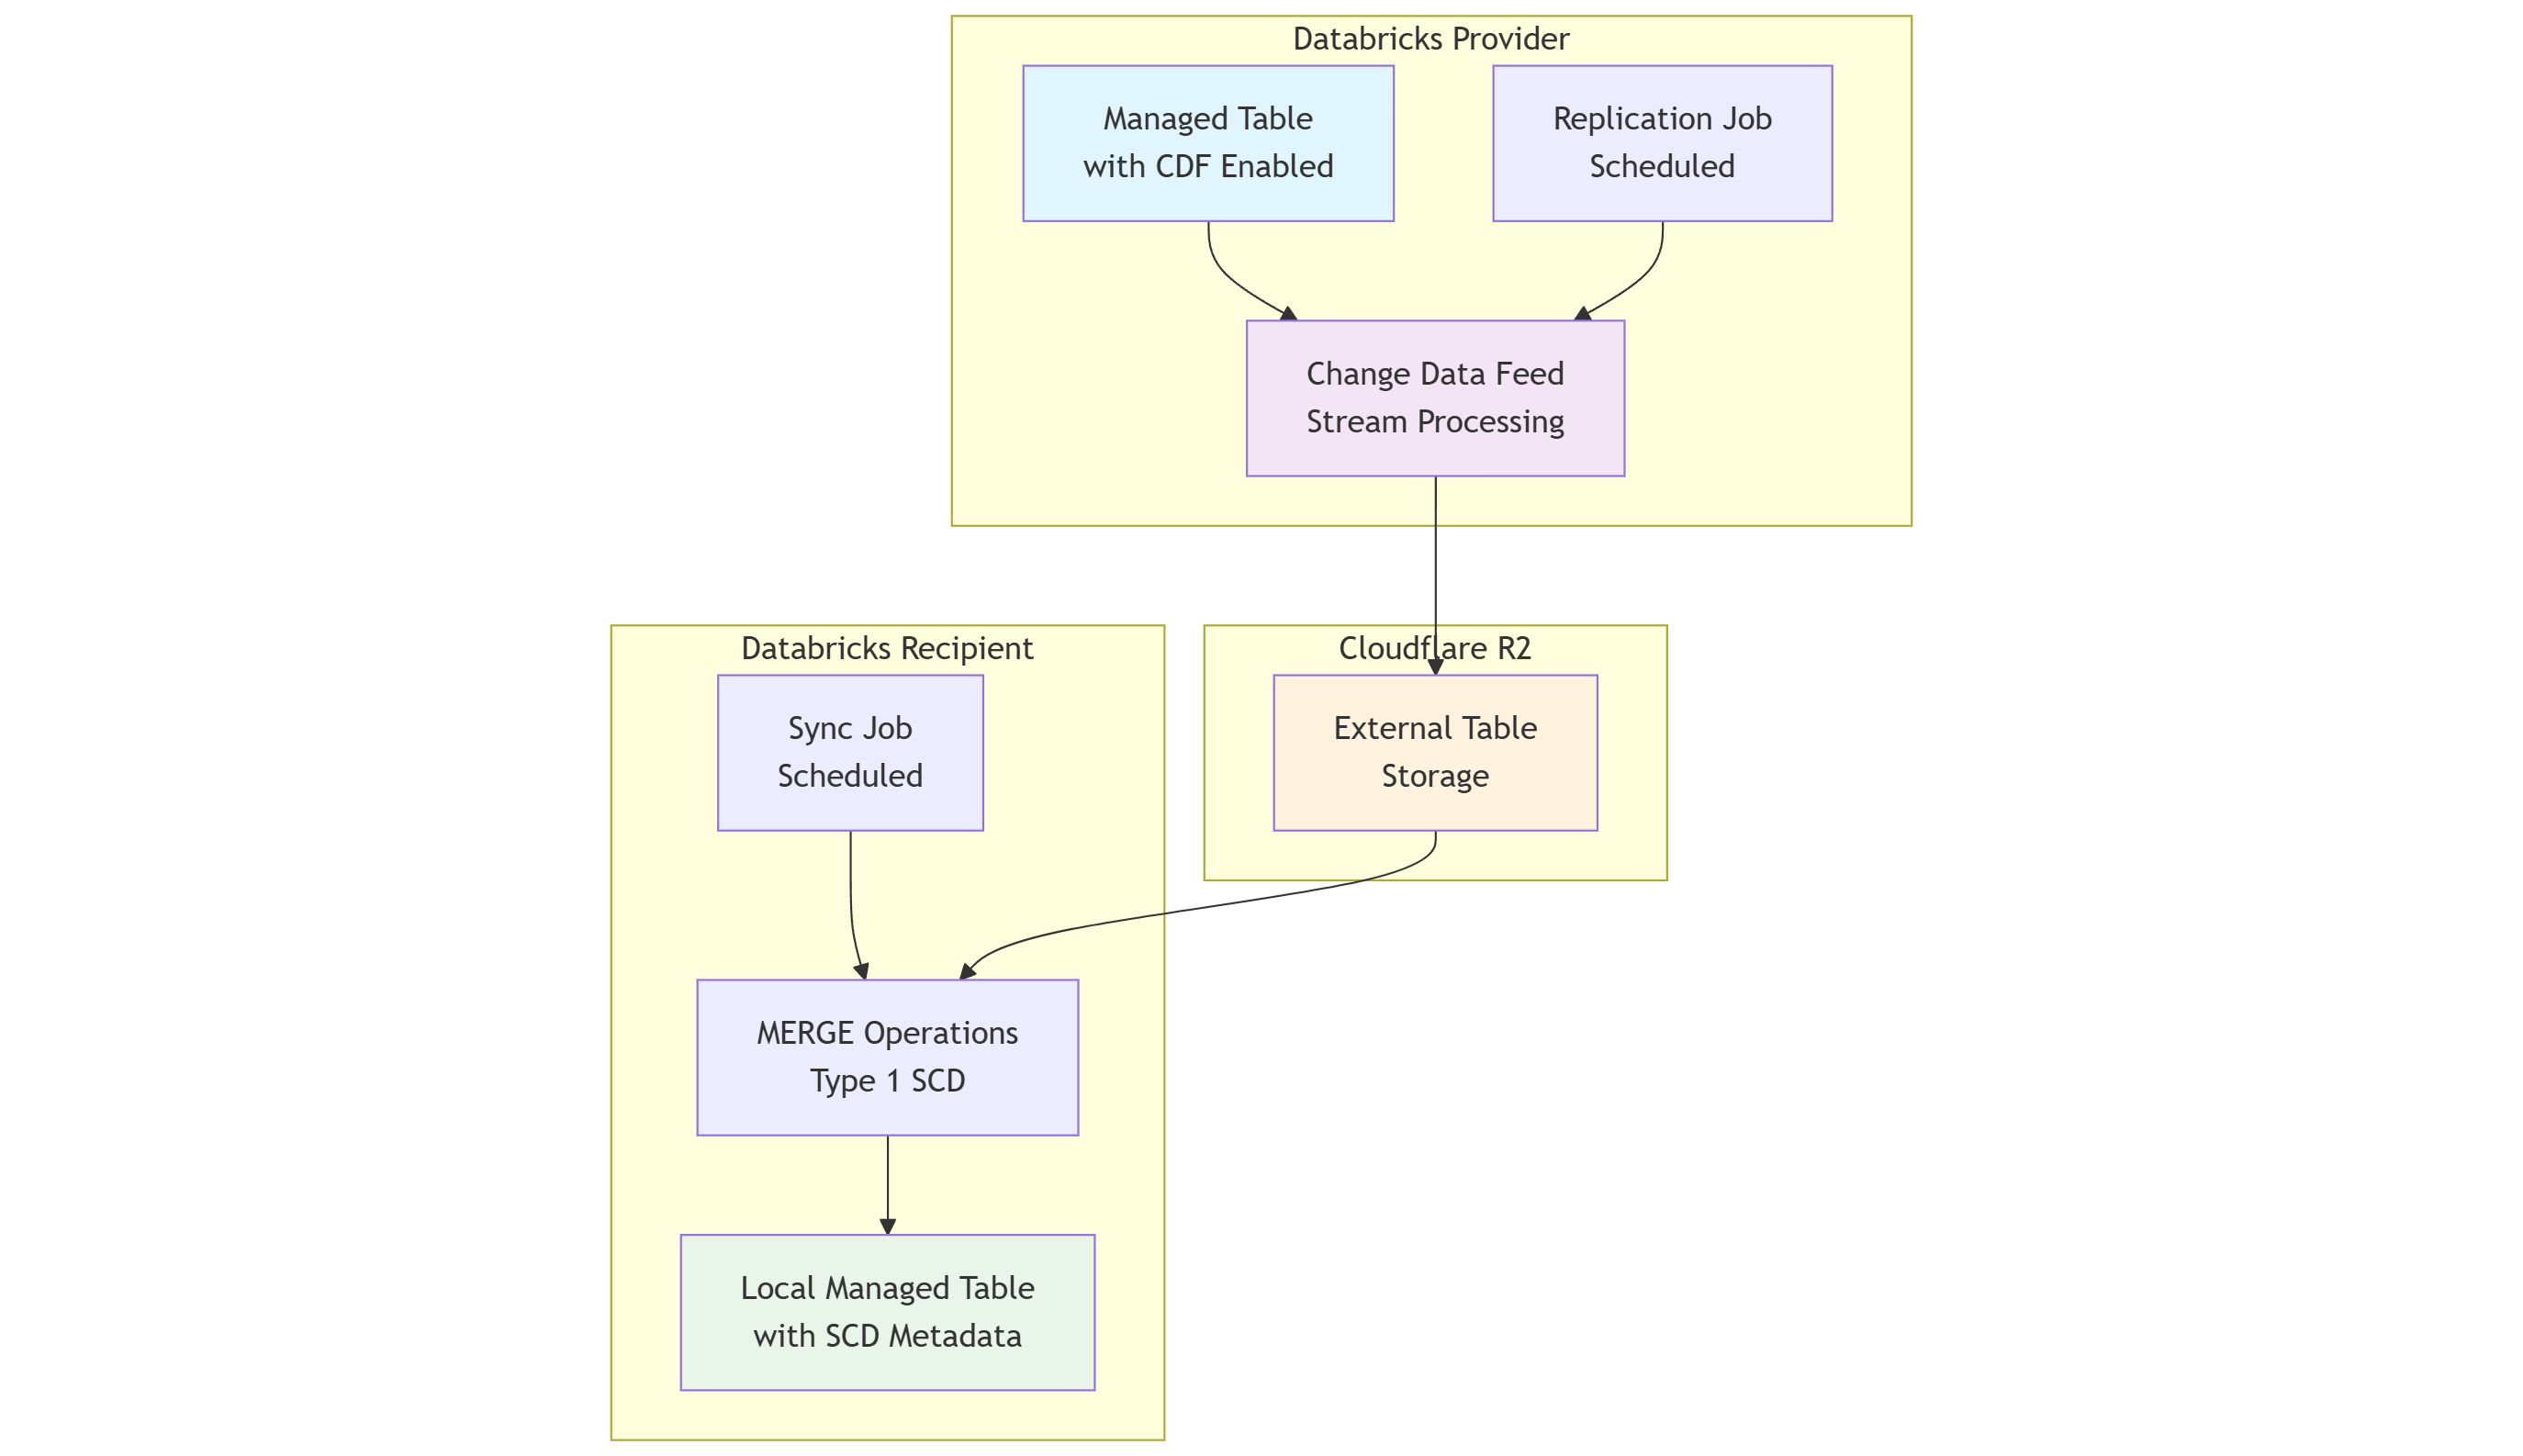 Databricks Provider
Managed Table
with CDF Enabled
Replication Job
Scheduled
Change Data Feed
Stream Processing
Databricks Recipient
Sync Job
Scheduled
Cloudflare R2
External Table
Storage
MERGE Operations
Type 1 SCD
Local Managed Table
with SCD Metadata